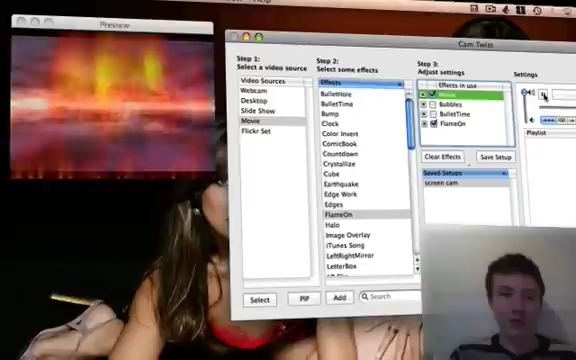 Help
Preview
Cam Twist
Step 1:
Select a video source
Video Sources
Webcam
Desktop
Slide Show
Movie
Flickr Set
Select
Step 2:
Select some effects
Effects
BulletHole
BulletTime
Bump
Clock
Color Invert
ComicBook
Countdown
Crystallize
Cube
Earthquake
Edge Work
Edges
FlameOn
Halo
Image Overlay
iTunes Song
LeftRightMirror
LetterBox
PIP
Add
Search
Step 3:
Adjust settings
Effects in use
Bubbles
BulletTime
FlameOn
Clear Effects
Save Setup
Saved Setups
screen cam
Settings
Playlist